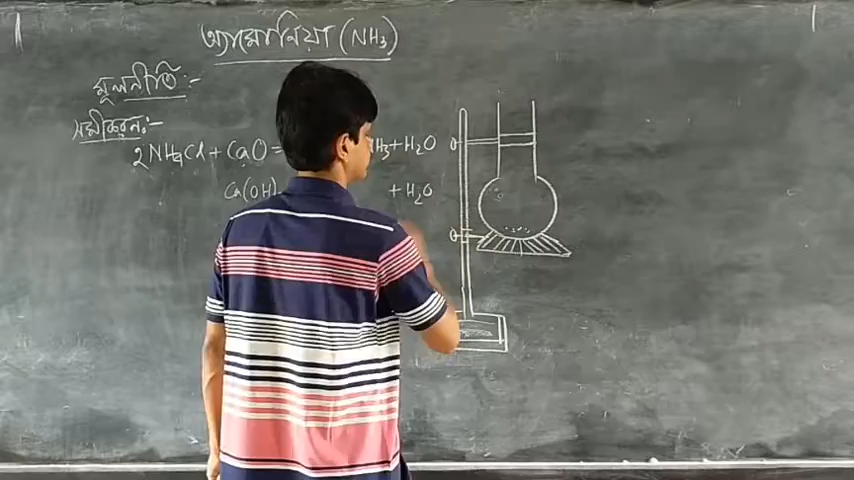 অ্যামোনিয়া (NH₃)
মূলনীতি :-
সমীকরণ:-
2NH₄Cl + CaO = H₃+H₂O
Ca(OH) +H₂O